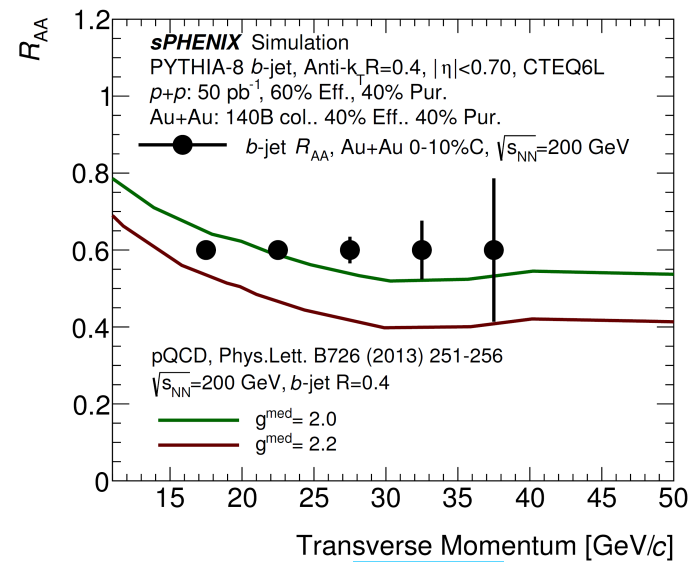 R_AA
1.2
1
0.8
0.6
0.4
0.2
0
sPHENIX Simulation
PYTHIA-8 b-jet, Anti-k_T R=0.4, |η|<0.70, CTEQ6L
p+p: 50 pb⁻¹, 60% Eff., 40% Pur.
Au+Au: 140B col.. 40% Eff.. 40% Pur.
b-jet R_AA, Au+Au 0-10%C, √s_NN=200 GeV
pQCD, Phys.Lett. B726 (2013) 251-256
√s_NN=200 GeV, b-jet R=0.4
g^med= 2.0
g^med= 2.2
15 20 25 30 35 40 45 50
Transverse Momentum [GeV/c]